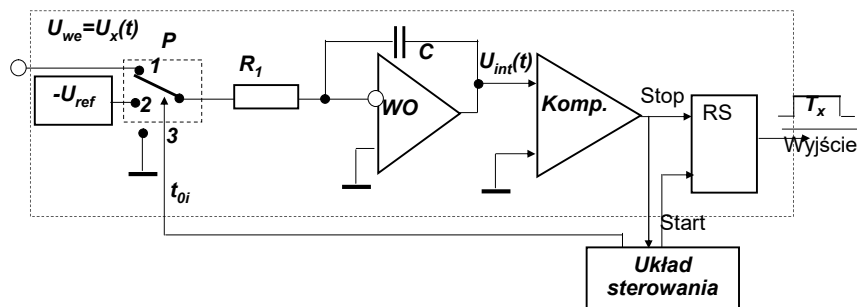 U_we=U_x(t)
P
1
R_1
C
U_int(t)
-U_ref
2
3
WO
Komp.
Stop
RS
T_x
Wyjście
t_0i
Start
Układ
sterowania